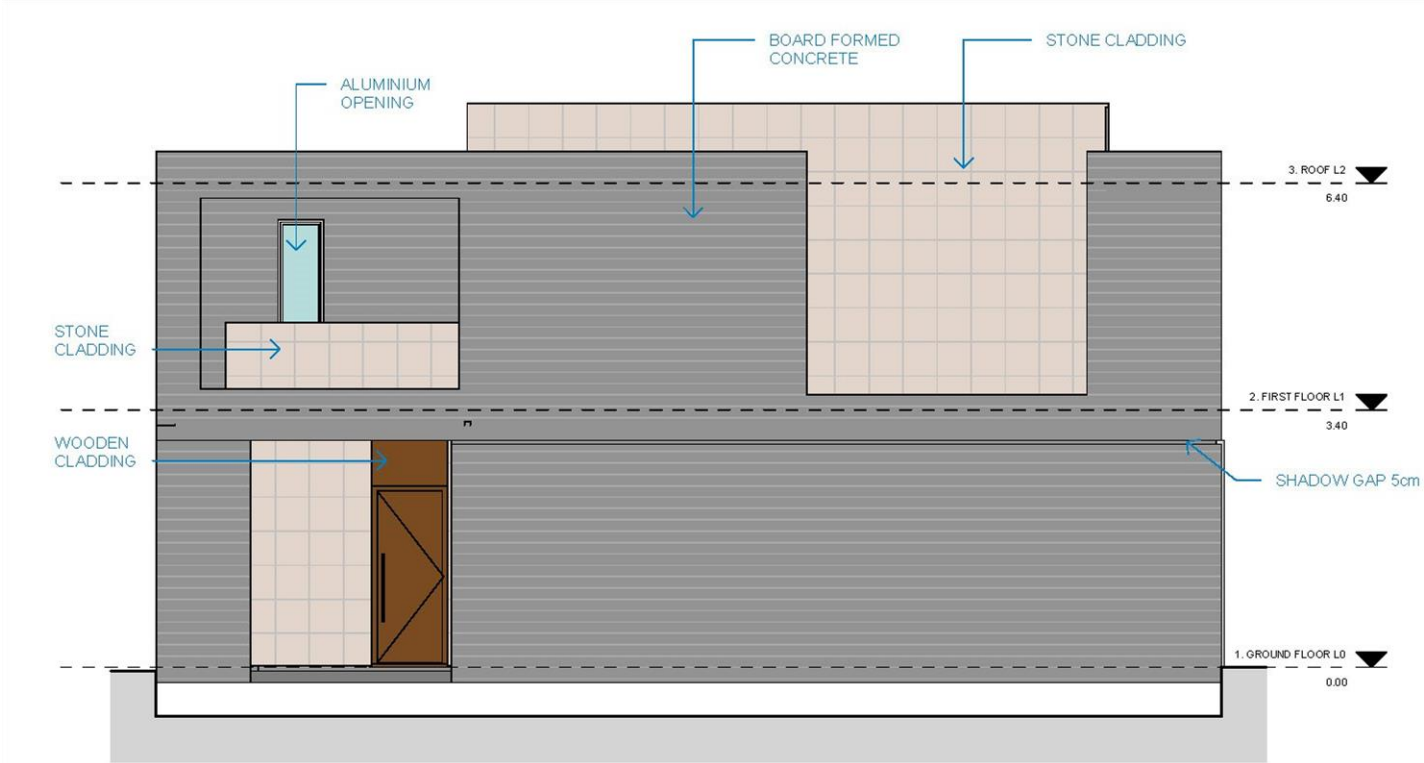 BOARD FORMED
CONCRETE
STONE CLADDING
ALUMINIUM
OPENING
3. ROOF L2
6.40
STONE
CLADDING
2. FIRST FLOOR L1
3.40
WOODEN
CLADDING
SHADOW GAP 5cm
1. GROUND FLOOR L0
0.00